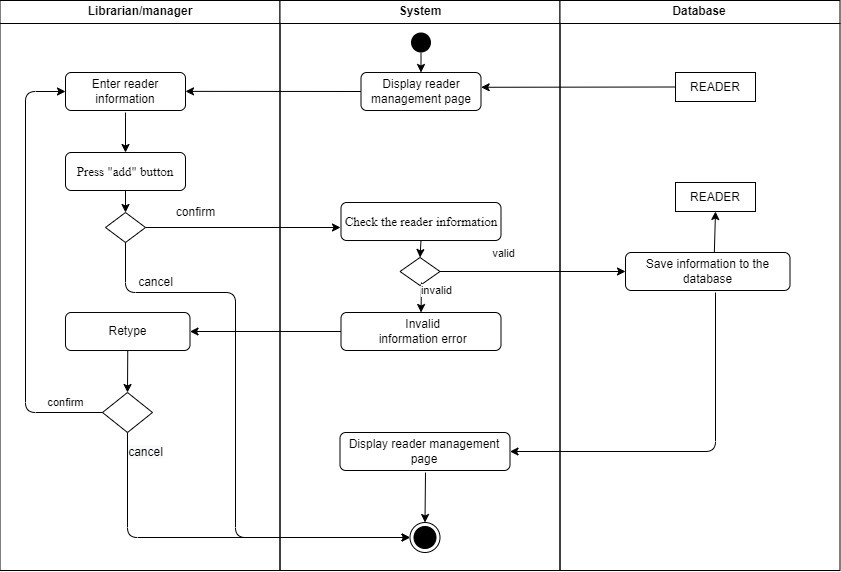 Librarian/manager
System
Database
Enter reader
information
Display reader
management page
READER
Press "add" button
READER
confirm
Check the reader information
valid
Save information to the
database
cancel
invalid
Retype
Invalid
information error
confirm
cancel
Display reader management
page